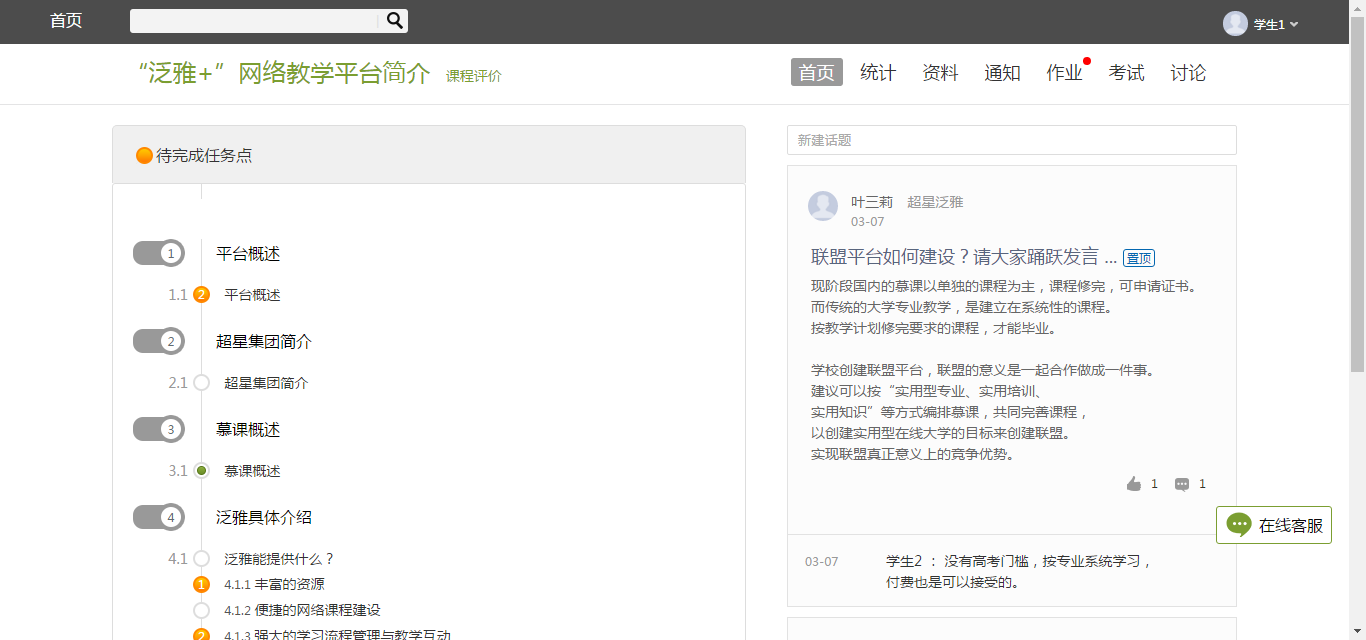 首页
学生1
“泛雅+”网络教学平台简介 课程评价
首页 统计 资料 通知 作业 考试 讨论
待完成任务点
1 平台概述
1.1 2 平台概述
2 超星集团简介
2.1 超星集团简介
3 慕课概述
3.1 慕课概述
4 泛雅具体介绍
4.1 泛雅能提供什么？
1 4.1.1 丰富的资源
4.1.2 便捷的网络课程建设
2 4.1.3 强大的学习流程管理与教学互动
新建话题
叶三莉 超星泛雅
03-07
联盟平台如何建设？请大家踊跃发言 ... 置顶
现阶段国内的慕课以单独的课程为主，课程修完，可申请证书。
而传统的大学专业教学，是建立在系统性的课程。
按教学计划修完要求的课程，才能毕业。
学校创建联盟平台，联盟的意义是一起合作做成一件事。
建议可以按“实用型专业、实用培训、
实用知识”等方式编排慕课，共同完善课程，
以创建实用型在线大学的目标来创建联盟。
实现联盟真正意义上的竞争优势。
1 1
在线客服
03-07 学生2 ： 没有高考门槛，按专业系统学习，
付费也是可以接受的。